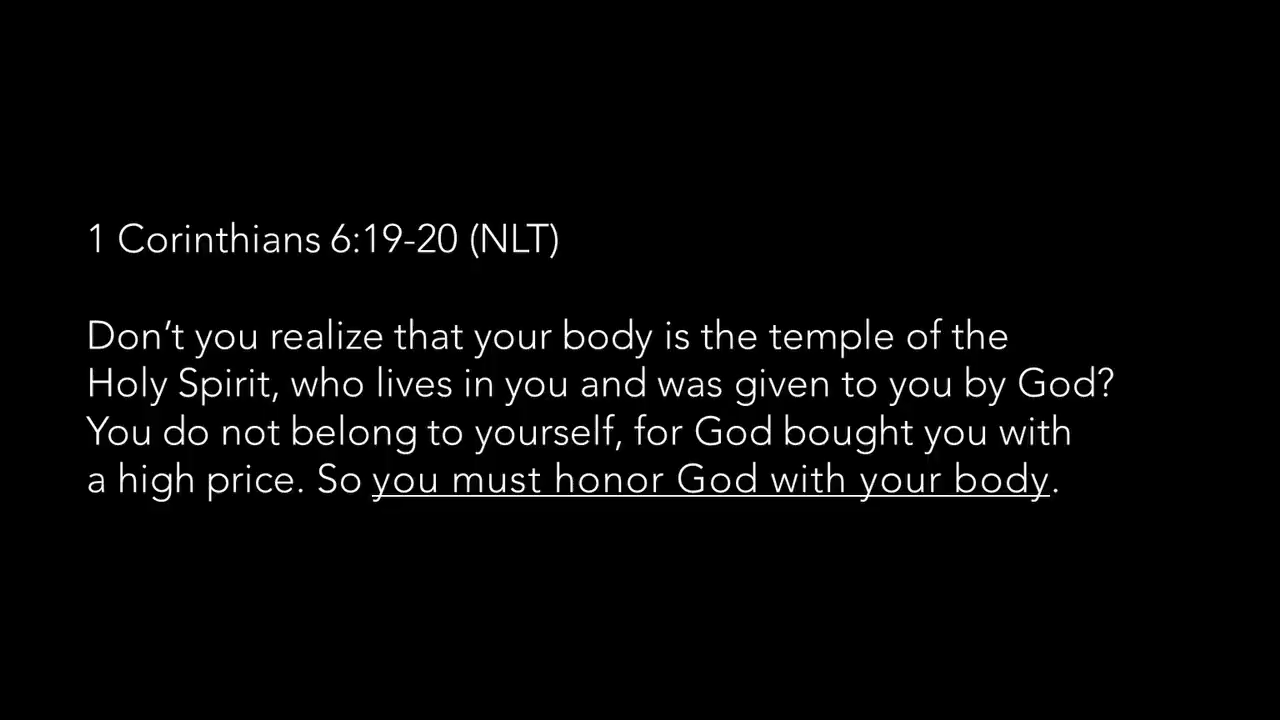 1 Corinthians 6:19-20 (NLT)
Don’t you realize that your body is the temple of the
Holy Spirit, who lives in you and was given to you by God?
You do not belong to yourself, for God bought you with
a high price. So you must honor God with your body.